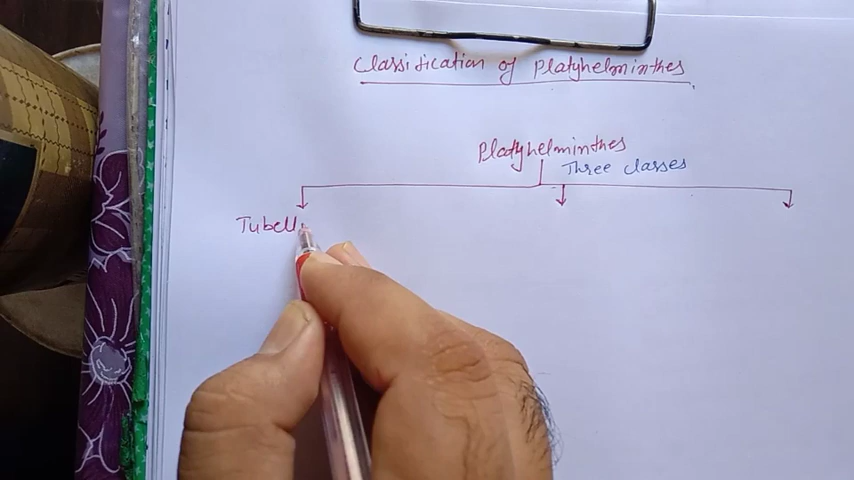 Classification of Platyhelminthes
Platyhelminthes
Three classes
Tubell